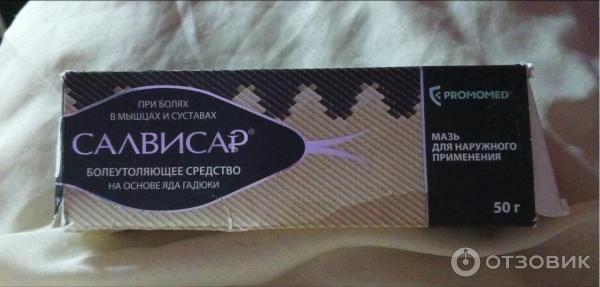 ПРИ БОЛЯХ
В МЫШЦАХ И СУСТАВАХ
САЛВИСАР®
БОЛЕУТОЛЯЮЩЕЕ СРЕДСТВО
НА ОСНОВЕ ЯДА ГАДЮКИ
PROMOMED®
МАЗЬ
ДЛЯ НАРУЖНОГО
ПРИМЕНЕНИЯ
50 г
ОТЗОВИК